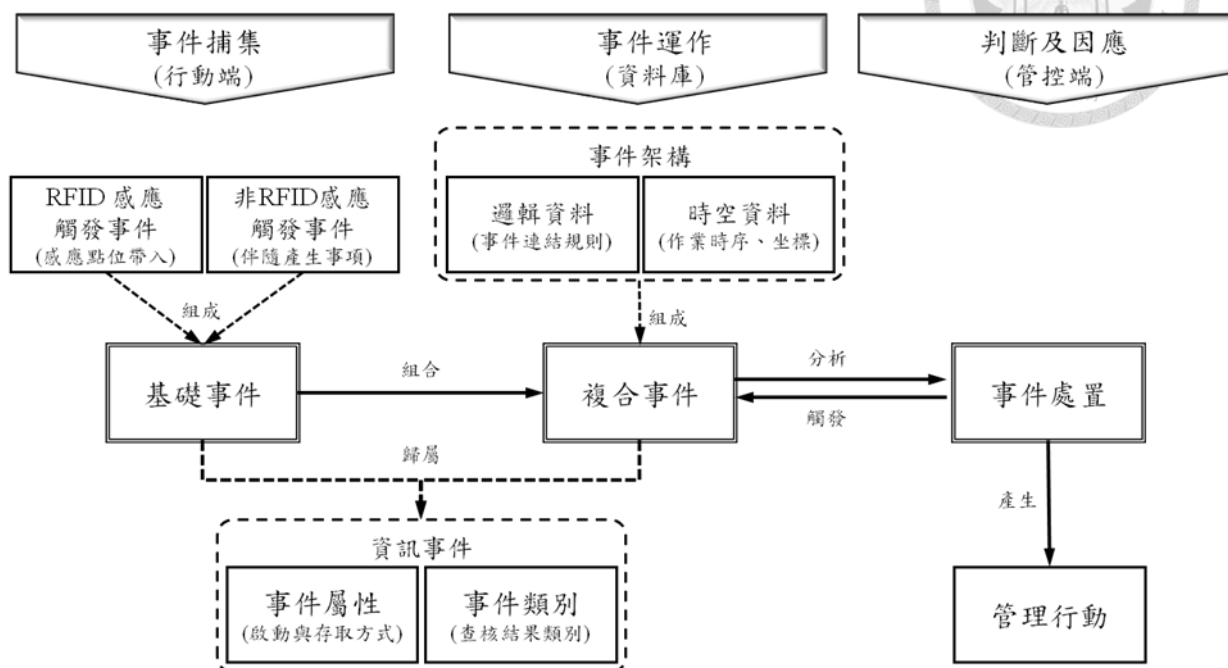 事件捕集
(行動端)
事件運作
(資料庫)
判斷及因應
(管控端)
事件架構
RFID 感應
觸發事件
(感應點位帶入)
非RFID感應
觸發事件
(伴隨產生事項)
邏輯資料
(事件連結規則)
時空資料
(作業時序、坐標)
組成
組成
基礎事件
組合
複合事件
分析
觸發
事件處置
歸屬
產生
資訊事件
事件屬性
(啟動與存取方式)
事件類別
(查核結果類別)
管理行動